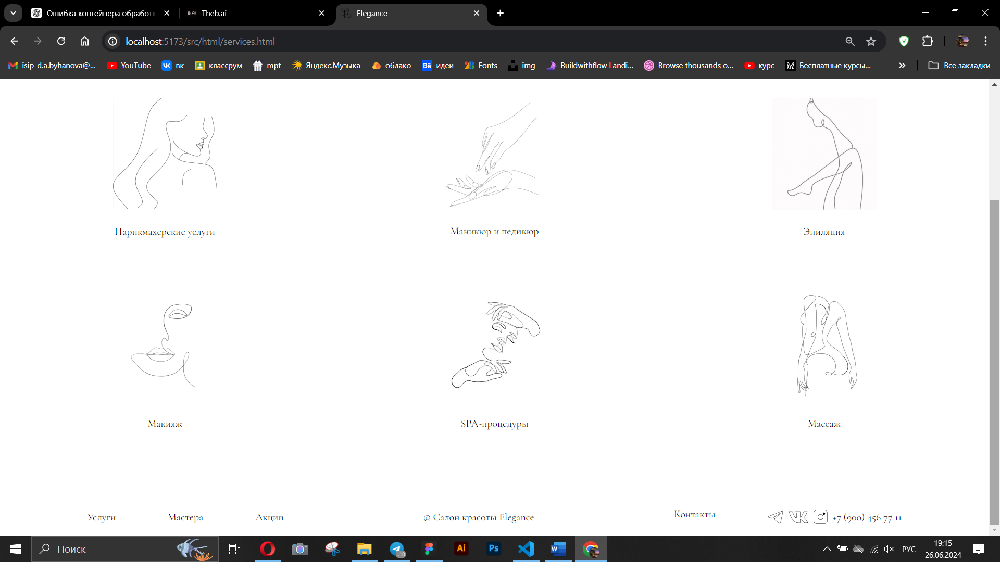 Ошибка контейнера обработк
Theb.ai
Elegance
localhost:5173/src/html/services.html
isip_d.a.byhanova@...
YouTube
вк
классрум
mpt
Яндекс.Музыка
облако
идеи
Fonts
img
Buildwithflow Landi...
Browse thousands o...
курс
Бесплатные курсы...
Все закладки
Парикмахерские услуги
Маникюр и педикюр
Эпиляция
Макияж
SPA-процедуры
Массаж
Услуги
Мастера
Акции
© Салон красоты Elegance
Контакты
+7 (900) 456 77 11
Поиск
..10
Ai
Ps
РУС
19:15
26.06.2024